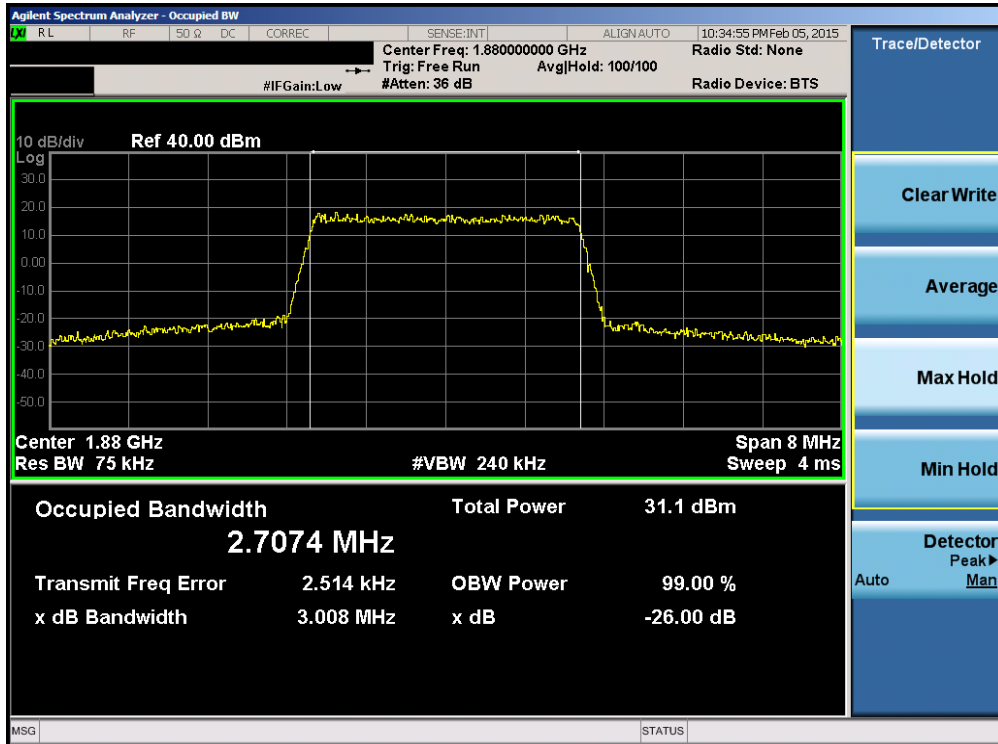 Agilent Spectrum Analyzer - Occupied BW
LXI RL RF 50 Ω DC CORREC SENSE:INT ALIGN AUTO 10:34:55 PM Feb 05, 2015
Center Freq: 1.880000000 GHz Radio Std: None
Trig: Free Run Avg|Hold: 100/100
#IFGain:Low #Atten: 36 dB Radio Device: BTS
Trace/Detector
10 dB/div Ref 40.00 dBm
Log
30.0
20.0
10.0
0.00
-10.0
-20.0
-30.0
-40.0
-50.0
Center 1.88 GHz Span 8 MHz
Res BW 75 kHz #VBW 240 kHz Sweep 4 ms
Occupied Bandwidth Total Power 31.1 dBm
2.7074 MHz
Transmit Freq Error 2.514 kHz OBW Power 99.00 %
x dB Bandwidth 3.008 MHz x dB -26.00 dB
Clear Write
Average
Max Hold
Min Hold
Detector
Peak▶
Auto Man
MSG STATUS